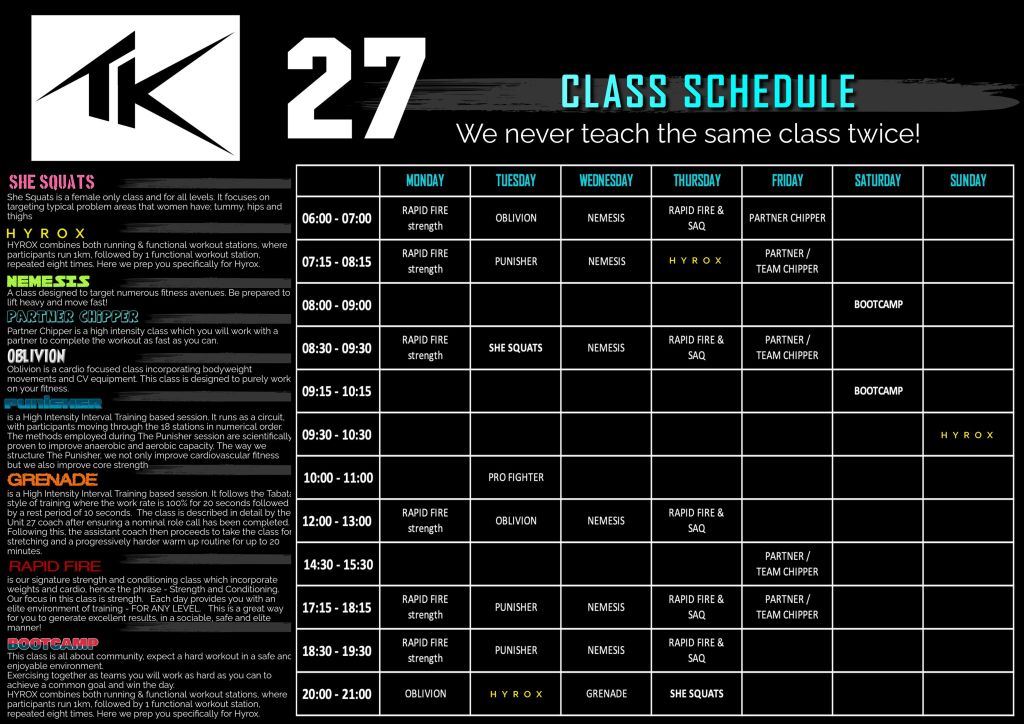 TK
27
CLASS SCHEDULE
We never teach the same class twice!
SHE SQUATS
She Squats is a female only class and for all levels. It focuses on
targeting typical problem areas that women have; tummy, hips and
thighs
HYROX
HYROX combines both running & functional workout stations, where
participants run 1km, followed by 1 functional workout station,
repeated eight times. Here we prep you specifically for Hyrox.
NEMESIS
A class designed to target numerous fitness avenues. Be prepared to
lift heavy and move fast!
PARTNER CHIPPER
Partner Chipper is a high intensity class which you will work with a
partner to complete the workout as fast as you can.
OBLIVION
Oblivion is a cardio focused class incorporating bodyweight
movements and CV equipment. This class is designed to purely work
on your fitness.
PUNISHER
is a High Intensity Interval Training based session. It runs as a circuit,
with participants moving through the 18 stations in numerical order.
The methods employed during The Punisher session are scientifically
proven to improve anaerobic and aerobic capacity. The way we
structure The Punisher, we not only improve cardiovascular fitness
but we also improve core strength
GRENADE
is a High Intensity Interval Training based session. It follows the Tabata
style of training where the work rate is 100% for 20 seconds followed
by a rest period of 10 seconds. The class is described in detail by the
Unit 27 coach after ensuring a nominal role call has been completed.
Following this, the assistant coach then proceeds to take the class for
stretching and a progressively harder warm up routine for up to 20
minutes.
RAPID FIRE
is our signature strength and conditioning class which incorporate
weights and cardio, hence the phrase - Strength and Conditioning.
Our focus in this class is strength. Each day provides you with an
elite environment of training - FOR ANY LEVEL. This is a great way
for you to generate excellent results, in a sociable, safe and elite
manner!
BOOTCAMP
This class is all about community, expect a hard workout in a safe and
enjoyable environment.
Exercising together as teams you will work as hard as you can to
achieve a common goal and win the day.
HYROX combines both running & functional workout stations, where
participants run 1km, followed by 1 functional workout station,
repeated eight times. Here we prep you specifically for Hyrox.
MONDAY TUESDAY WEDNESDAY THURSDAY FRIDAY SATURDAY SUNDAY
06:00 - 07:00 RAPID FIRE strength OBLIVION NEMESIS RAPID FIRE & SAQ PARTNER CHIPPER
07:15 - 08:15 RAPID FIRE strength PUNISHER NEMESIS HYROX PARTNER / TEAM CHIPPER
08:00 - 09:00 BOOTCAMP
08:30 - 09:30 RAPID FIRE strength SHE SQUATS NEMESIS RAPID FIRE & SAQ PARTNER / TEAM CHIPPER
09:15 - 10:15 BOOTCAMP
09:30 - 10:30 HYROX
10:00 - 11:00 PRO FIGHTER
12:00 - 13:00 RAPID FIRE strength OBLIVION NEMESIS RAPID FIRE & SAQ
14:30 - 15:30 PARTNER / TEAM CHIPPER
17:15 - 18:15 RAPID FIRE strength PUNISHER NEMESIS RAPID FIRE & SAQ PARTNER / TEAM CHIPPER
18:30 - 19:30 RAPID FIRE strength PUNISHER NEMESIS RAPID FIRE & SAQ
20:00 - 21:00 OBLIVION HYROX GRENADE SHE SQUATS